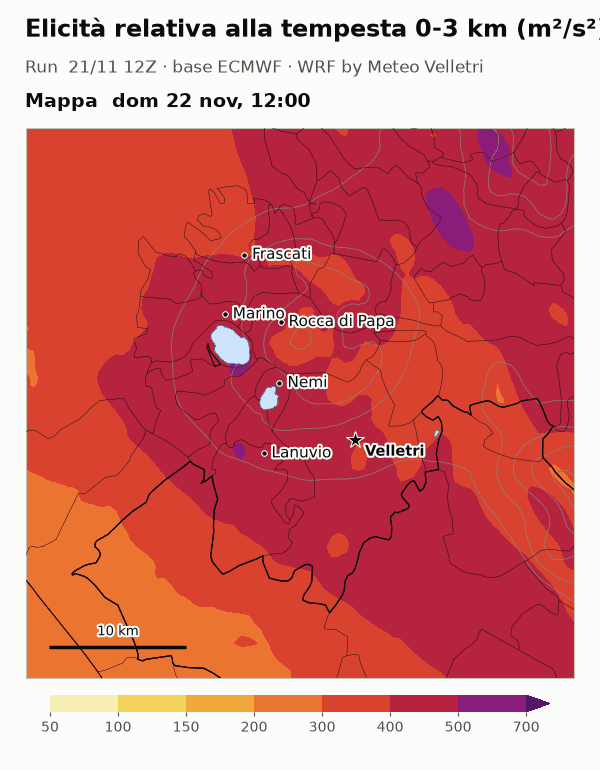 Elicità relativa alla tempesta 0-3 km (m²/s²)
Run 21/11 12Z · base ECMWF · WRF by Meteo Velletri
Mappa dom 22 nov, 12:00
Frascati
Marino
Rocca di Papa
Nemi
Velletri
Lanuvio
10 km
50 100 150 200 300 400 500 700